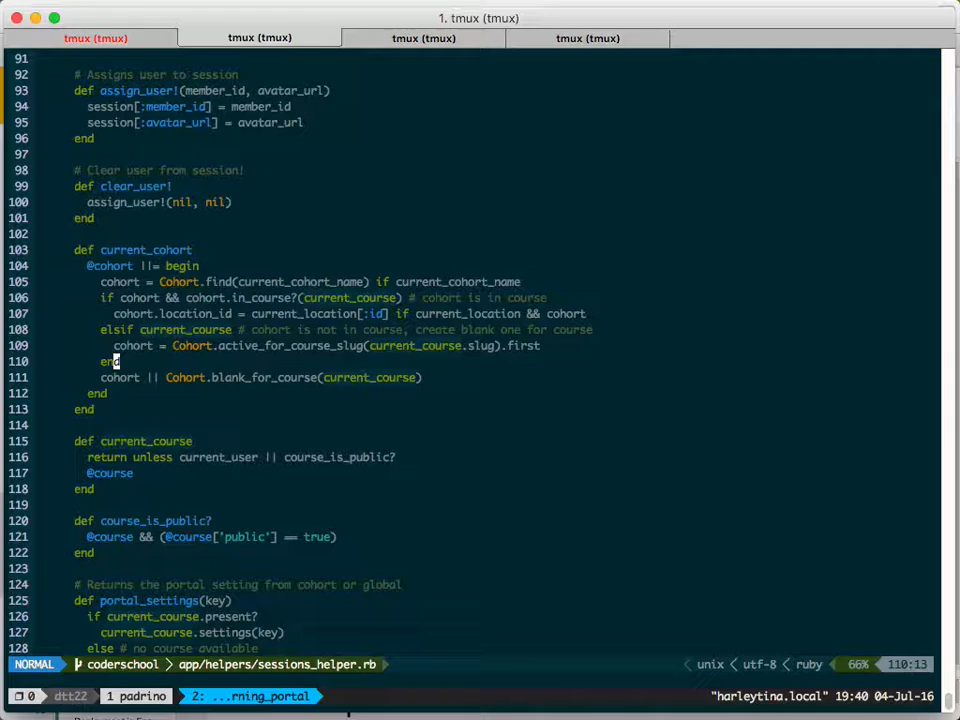 1. tmux (tmux)
tmux (tmux) tmux (tmux) tmux (tmux) tmux (tmux)
91
92 # Assigns user to session
93 def assign_user!(member_id, avatar_url)
94 session[:member_id] = member_id
95 session[:avatar_url] = avatar_url
96 end
97
98 # Clear user from session!
99 def clear_user!
100 assign_user!(nil, nil)
101 end
102
103 def current_cohort
104 @cohort ||= begin
105 cohort = Cohort.find(current_cohort_name) if current_cohort_name
106 if cohort && cohort.in_course?(current_course) # cohort is in course
107 cohort.location_id = current_location[:id] if current_location && cohort
108 elsif current_course # cohort is not in course, create blank one for course
109 cohort = Cohort.active_for_course_slug(current_course.slug).first
110 end
111 cohort || Cohort.blank_for_course(current_course)
112 end
113 end
114
115 def current_course
116 return unless current_user || course_is_public?
117 @course
118 end
119
120 def course_is_public?
121 @course && (@course['public'] == true)
122 end
123
124 # Returns the portal setting from cohort or global
125 def portal_settings(key)
126 if current_course.present?
127 current_course.settings(key)
128 else # no course available
NORMAL coderschool app/helpers/sessions_helper.rb unix utf-8 ruby 66% 110:13
0 dtt22 1 padrino 2: ...rning_portal "harleytina.local" 19:40 04-Jul-16